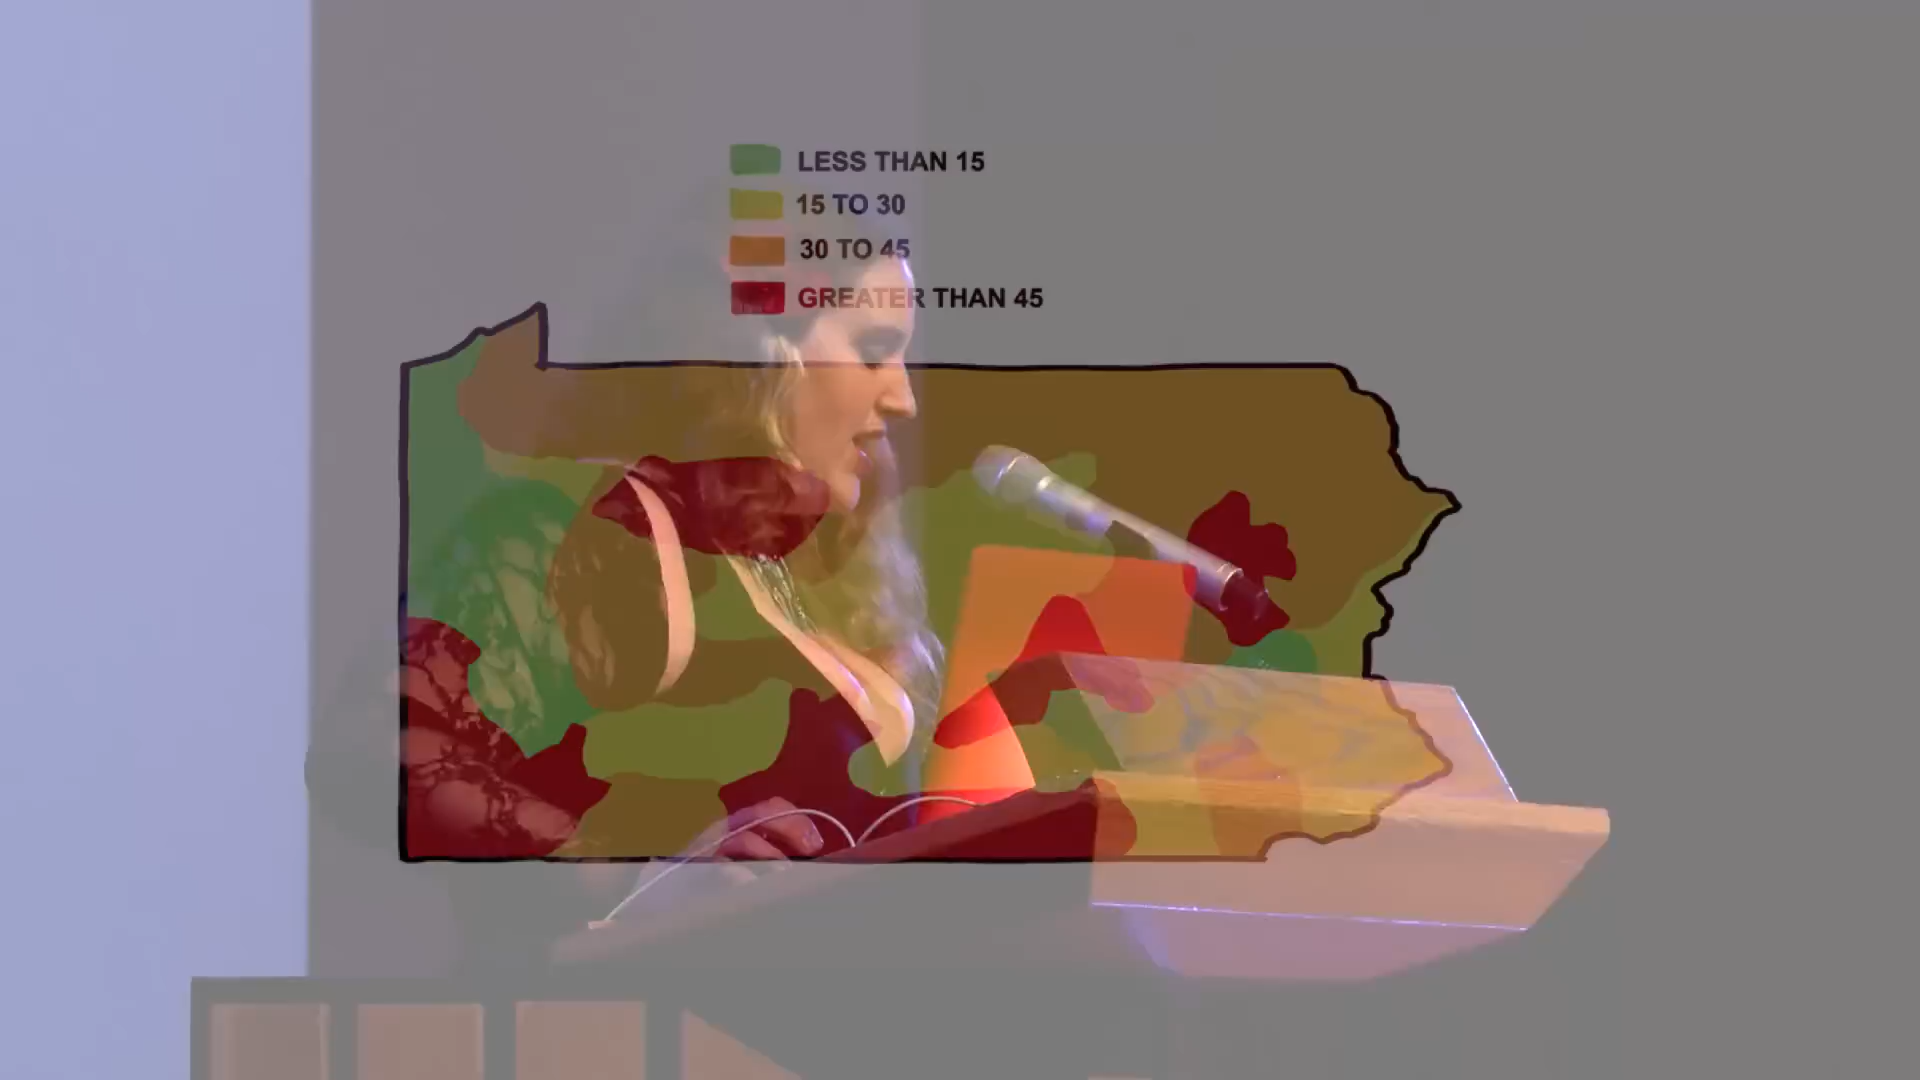 LESS THAN 15
15 TO 30
30 TO 45
GREATER THAN 45